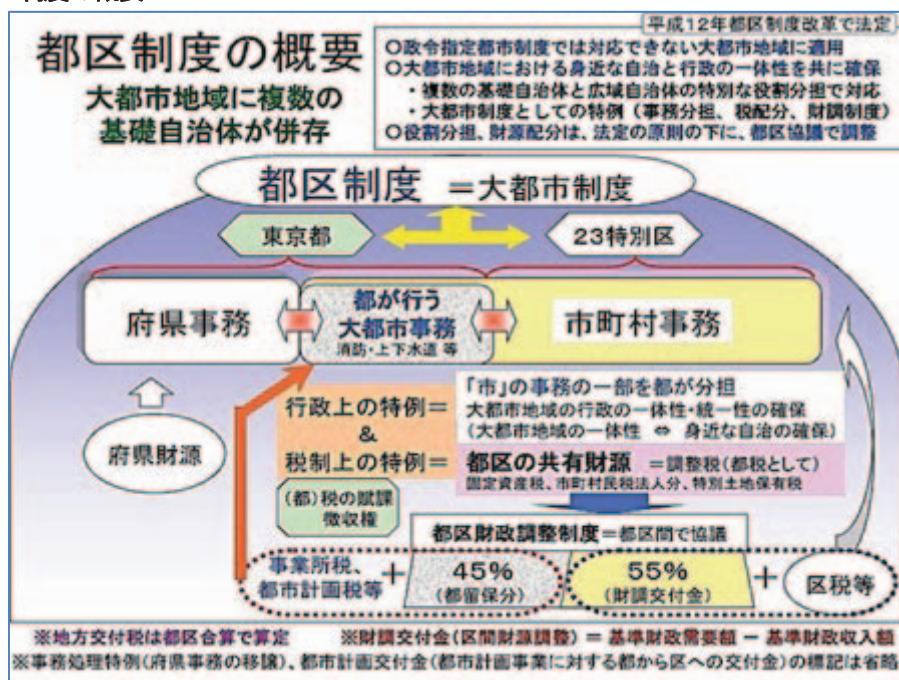 平成12年都区制度改革で法定
都区制度の概要
大都市地域に複数の
基礎自治体が併存
○政令指定都市制度では対応できない大都市地域に適用
○大都市地域における身近な自治と行政の一体性を共に確保
・複数の基礎自治体と広域自治体の特別な役割分担で対応
・大都市制度としての特例（事務分担、税配分、財調制度）
○役割分担、財源配分は、法定の原則の下に、都区協議で調整
都区制度 ＝大都市制度
東京都
23特別区
府県事務
都が行う
大都市事務
消防・上下水道 等
市町村事務
府県財源
行政上の特例＝
&
税制上の特例＝
「市」の事務の一部を都が分担
大都市地域の行政の一体性・統一性の確保
（大都市地域の一体性 ⇔ 身近な自治の確保）
都区の共有財源 ＝調整税（都税として）
固定資産税、市町村民税法人分、特別土地保有税
（都）税の賦課
徴収権
都区財政調整制度＝都区間で協議
事業所税、
都市計画税等
+
45%
（都留保分）
55%
（財調交付金）
+
区税等
※地方交付税は都区合算で算定 ※財調交付金（区間財源調整）＝ 基準財政需要額 − 基準財政収入額
※事務処理特例（府県事務の移譲）、都市計画交付金（都市計画事業に対する都から区への交付金）の標記は省略